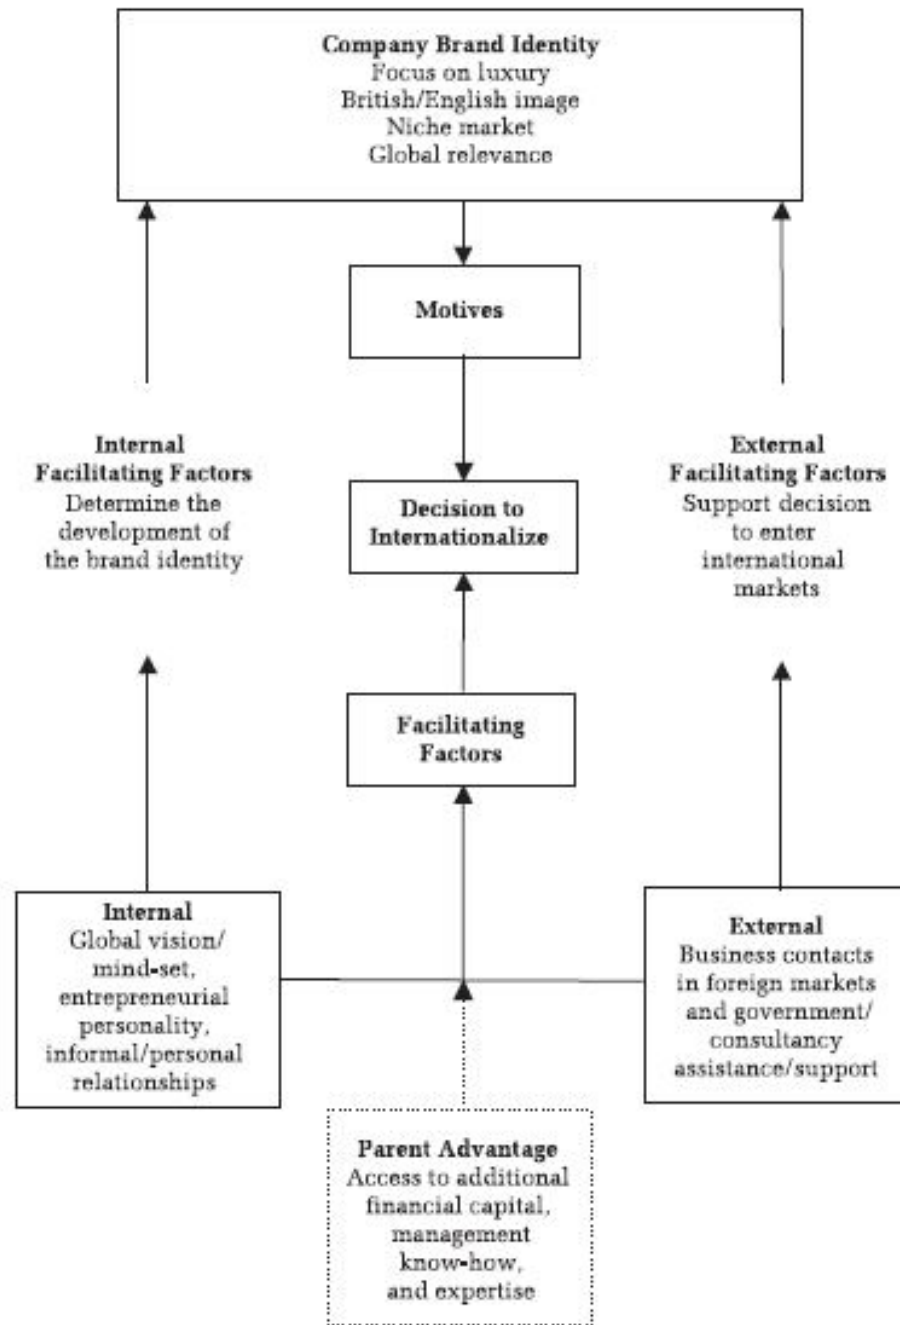 Company Brand Identity
Focus on luxury
British/English image
Niche market
Global relevance
Motives
Internal
Facilitating Factors
Determine the
development of
the brand identity
External
Facilitating Factors
Support decision
to enter
international
markets
Decision to
Internationalize
Facilitating
Factors
Internal
Global vision/
mind-set,
entrepreneurial
personality,
informal/personal
relationships
External
Business contacts
in foreign markets
and government/
consultancy
assistance/support
Parent Advantage
Access to additional
financial capital,
management
know-how,
and expertise